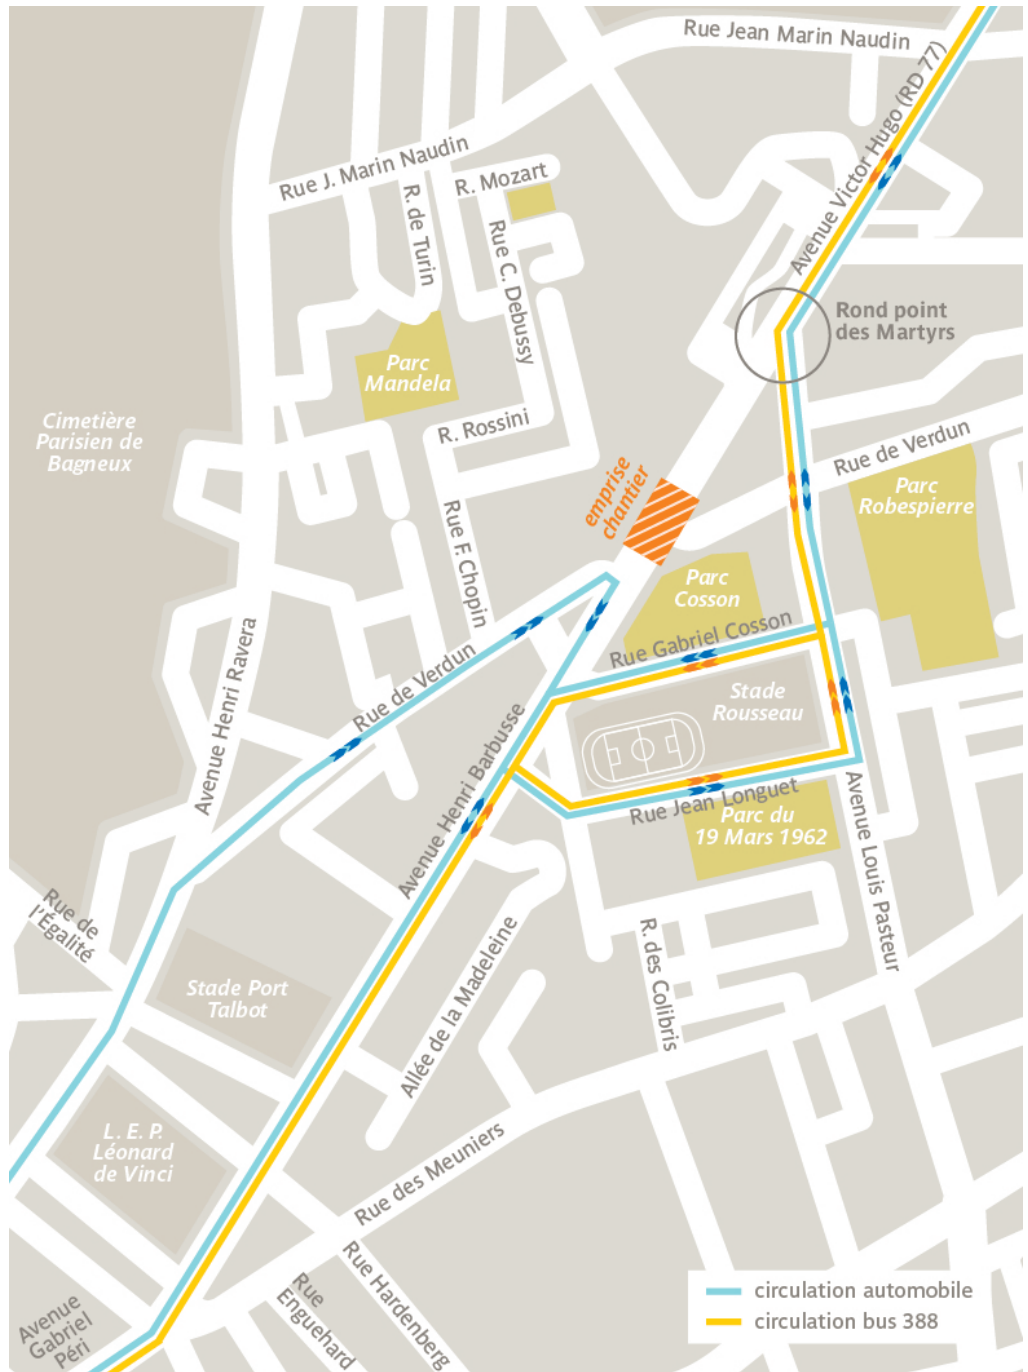 Rue Jean Marin Naudin
Avenue Victor Hugo (RD 77)
Rue J. Marin Naudin
R. Mozart
R. de Turin
Rue C. Debussy
Rond point
des Martyrs
Parc
Mandela
Cimetière
Parisien de
Bagneux
R. Rossini
Rue de Verdun
emprise
chantier
Parc
Robespierre
Rue F. Chopin
Parc
Cosson
Rue Gabriel Cosson
Avenue Henri Ravera
Rue de Verdun
Stade
Rousseau
Avenue Henri Barbusse
Rue Jean Longuet
Parc du
19 Mars 1962
Avenue Louis Pasteur
Rue de
l'Égalité
R. des Colibris
Allée de la Madeleine
Stade Port
Talbot
L. E. P.
Léonard
de Vinci
Rue des Meuniers
Rue Hardenberg
Rue
Enguehard
Avenue
Gabriel
Péri
circulation automobile
circulation bus 388